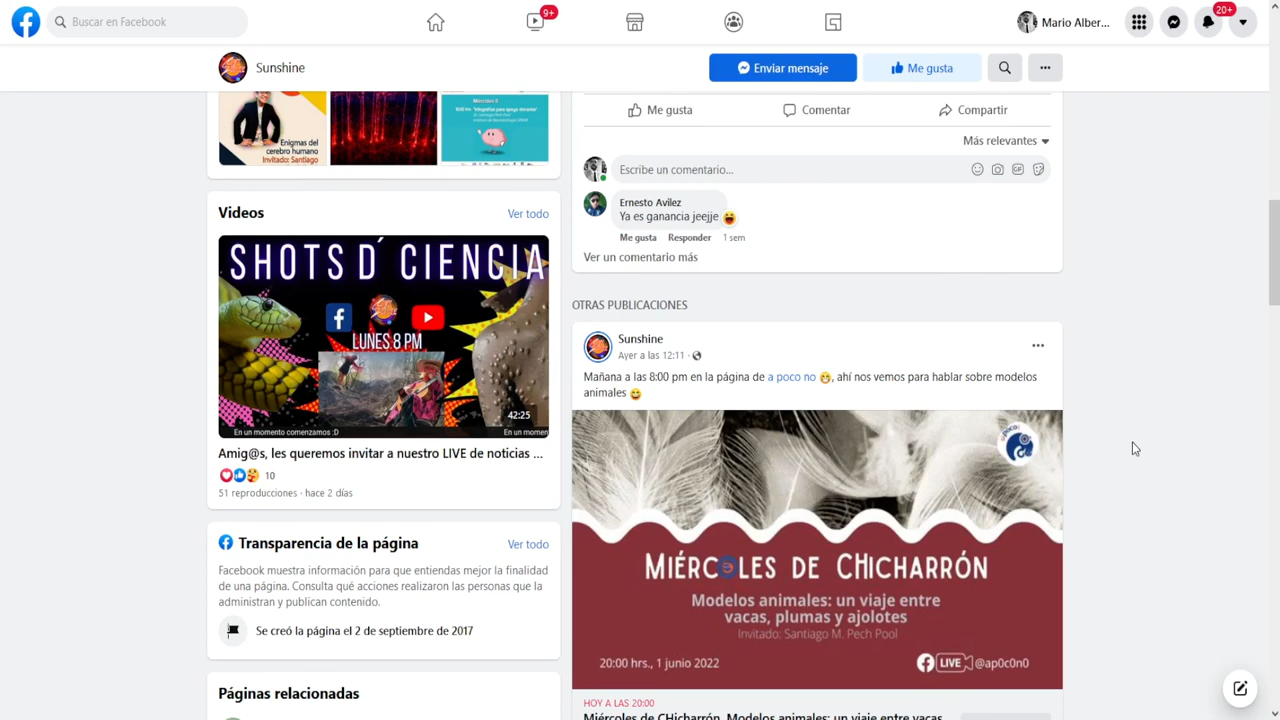 Buscar en Facebook
9+
Mario Alber...
20+
Sunshine
Enviar mensaje
Me gusta
Enigmas del
cerebro humano
Invitado: Santiago
Me gusta
Comentar
Compartir
Más relevantes
Escribe un comentario...
GIF
Ernesto Avilez
Ya es ganancia jeejje
Me gusta Responder 1 sem
Ver un comentario más
Videos
Ver todo
SHOTS D´ CIENCIA
LUNES 8 PM
42:25
En un momento comenzamos :D
En un momen
Amig@s, les queremos invitar a nuestro LIVE de noticias ...
10
51 reproducciones · hace 2 días
Transparencia de la página
Ver todo
Facebook muestra información para que entiendas mejor la finalidad
de una página. Consulta qué acciones realizaron las personas que la
administran y publican contenido.
Se creó la página el 2 de septiembre de 2017
Páginas relacionadas
OTRAS PUBLICACIONES
Sunshine
Ayer a las 12:11 ·
Mañana a las 8:00 pm en la página de a poco no , ahí nos vemos para hablar sobre modelos
animales
MIÉRCOLES DE CHICHARRÓN
Modelos animales: un viaje entre
vacas, plumas y ajolotes
Invitado: Santiago M. Pech Pool
20:00 hrs., 1 junio 2022
LIVE @ap0c0n0
HOY A LAS 20:00
Miércoles de CHicharrón. Modelos animales: un viaje entre vacas